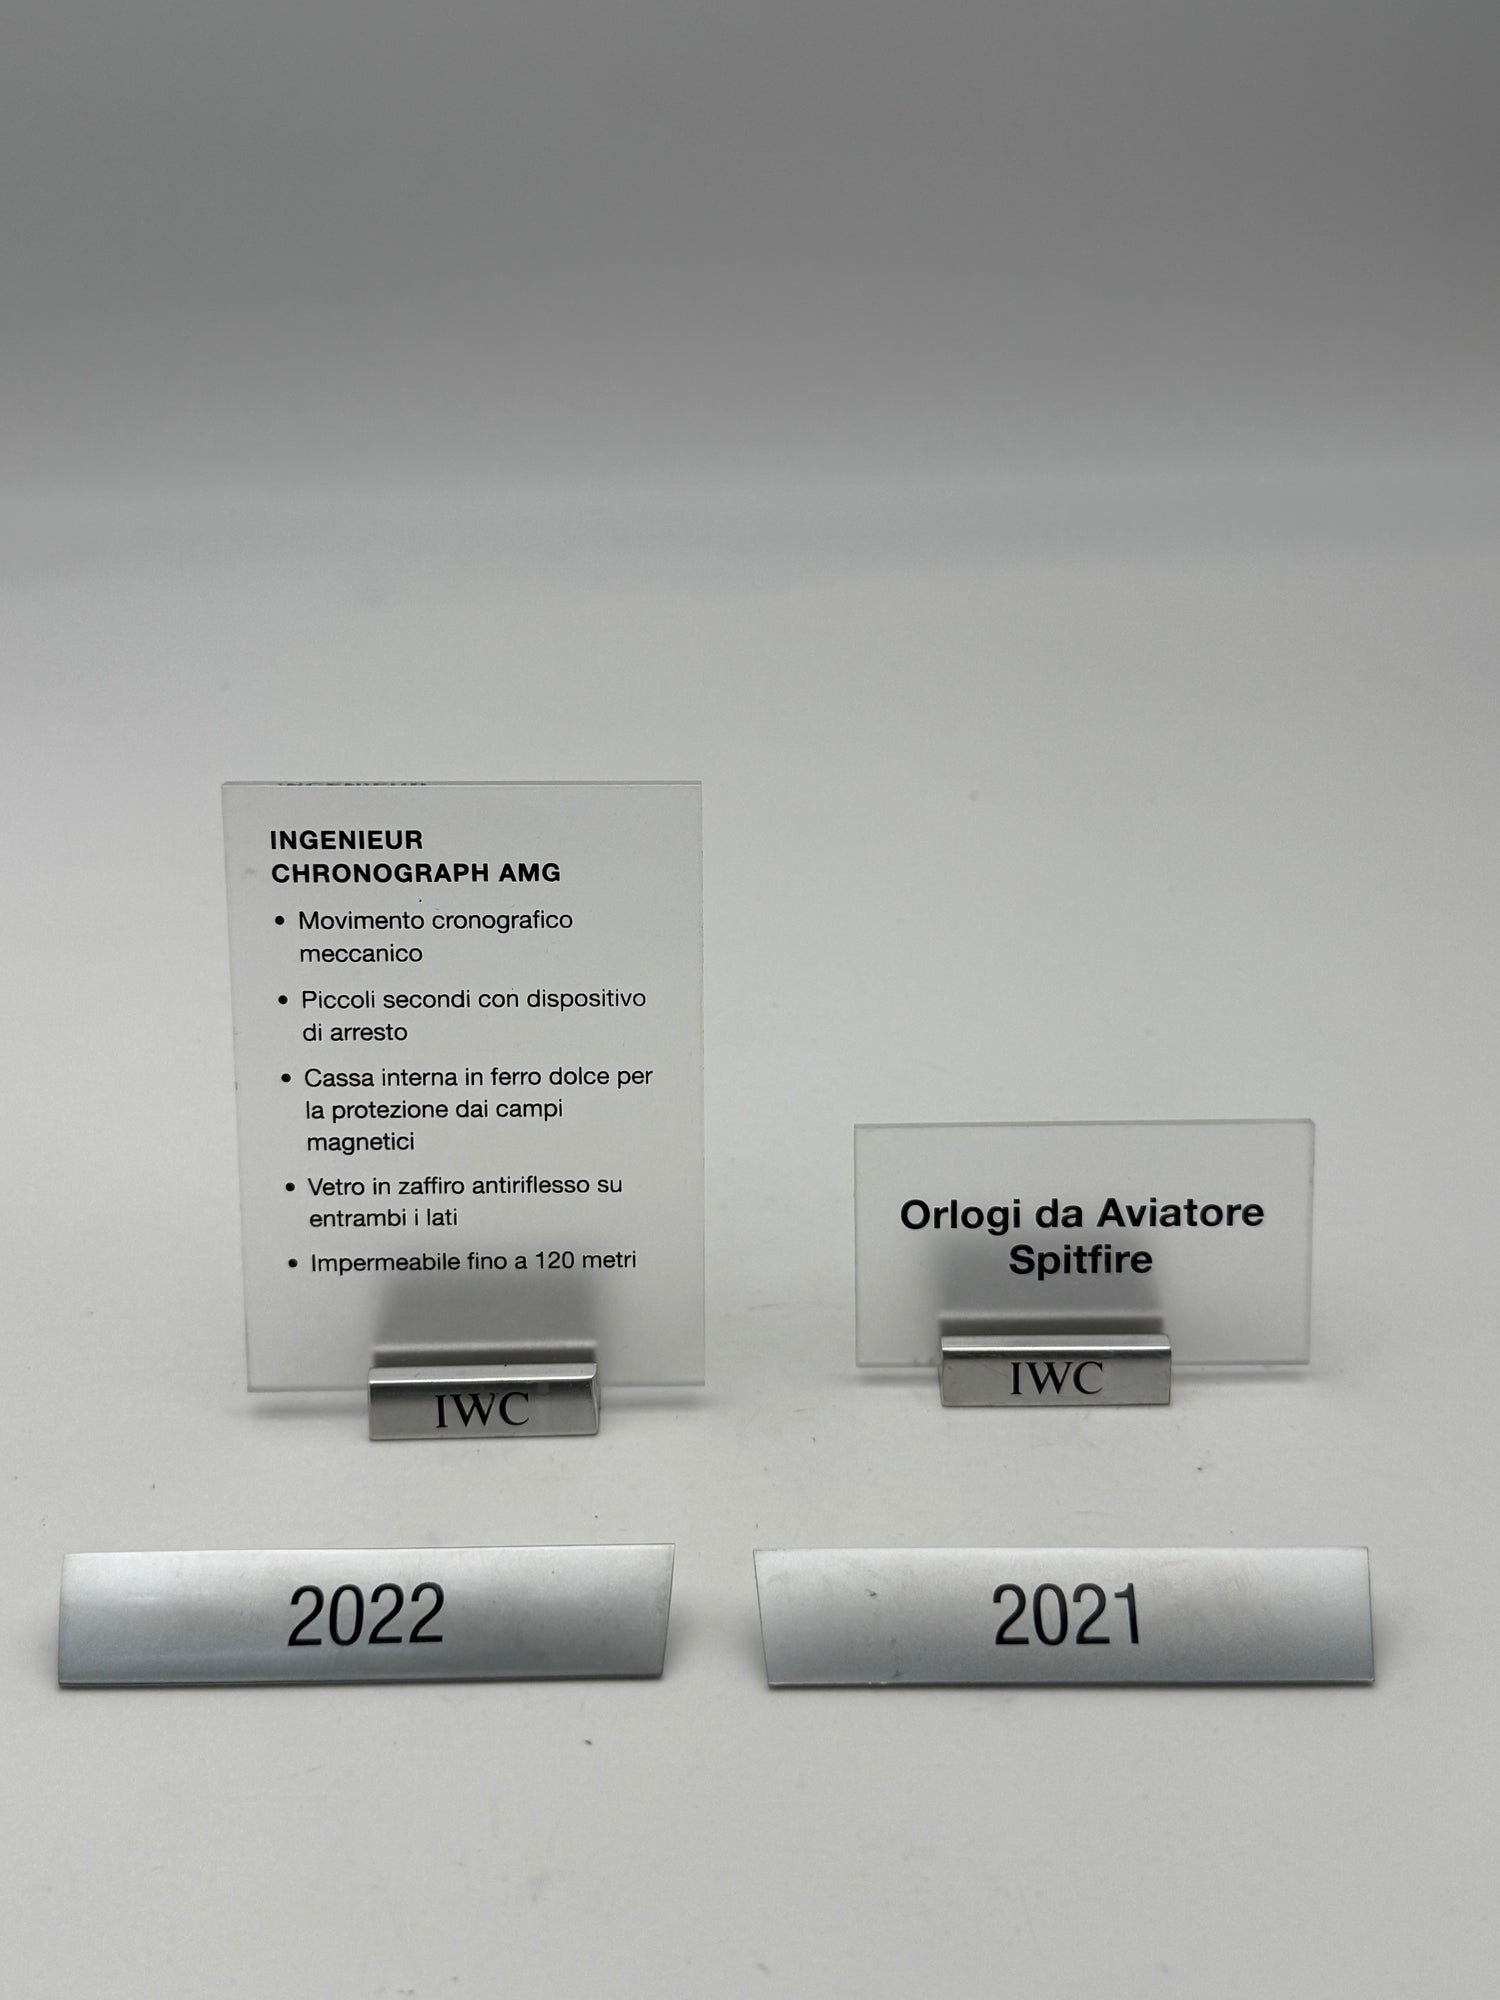 INGENIEUR
CHRONOGRAPH AMG
• Movimento cronografico
meccanico
• Piccoli secondi con dispositivo
di arresto
• Cassa interna in ferro dolce per
la protezione dai campi
magnetici
• Vetro in zaffiro antiriflesso su
entrambi i lati
• Impermeabile fino a 120 metri
IWC
Orlogi da Aviatore
Spitfire
IWC
2022
2021